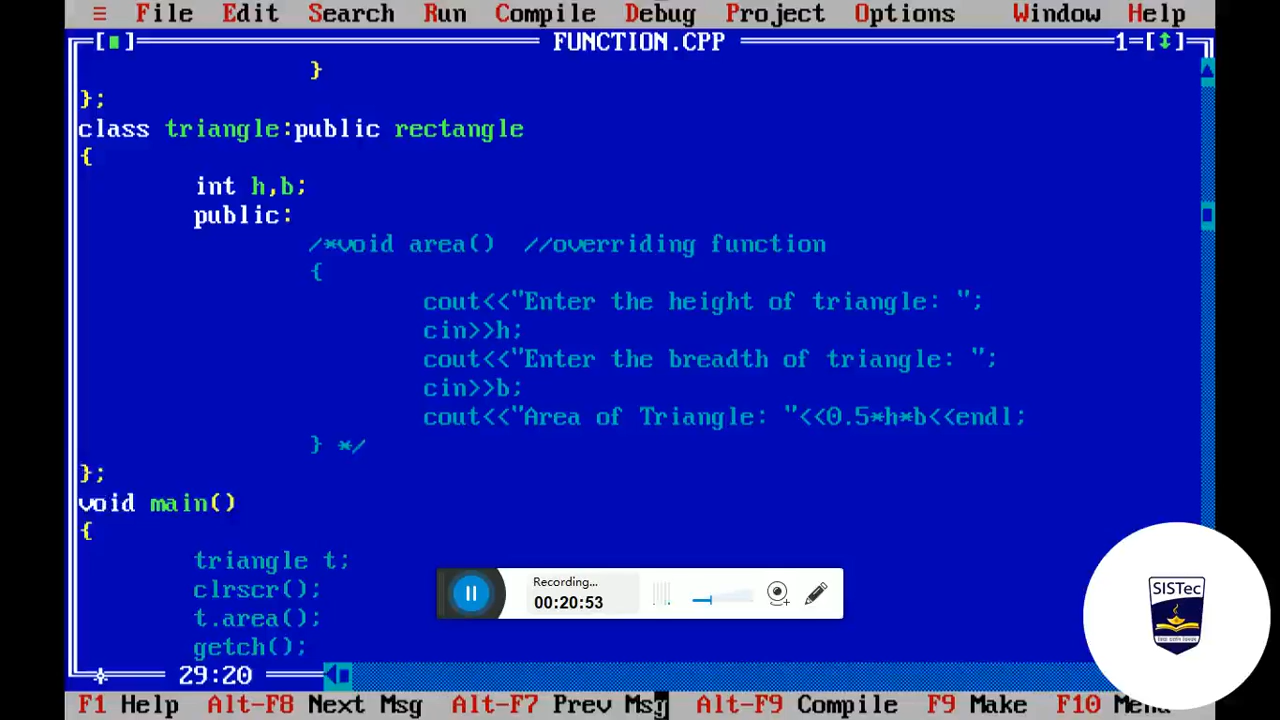 ≡ File Edit Search Run Compile Debug Project Options Window Help
[■] FUNCTION.CPP 1=[↕]
}
};
class triangle:public rectangle
{
int h,b;
public:
/*void area() //overriding function
{
cout<<"Enter the height of triangle: ";
cin>>h;
cout<<"Enter the breadth of triangle: ";
cin>>b;
cout<<"Area of Triangle: "<<0.5*h*b<<endl;
} */
};
void main()
{
triangle t;
clrscr();
t.area();
getch();
Recording...
00:20:53
SISTec
29:20
F1 Help Alt-F8 Next Msg Alt-F7 Prev Msg Alt-F9 Compile F9 Make F10 Menu